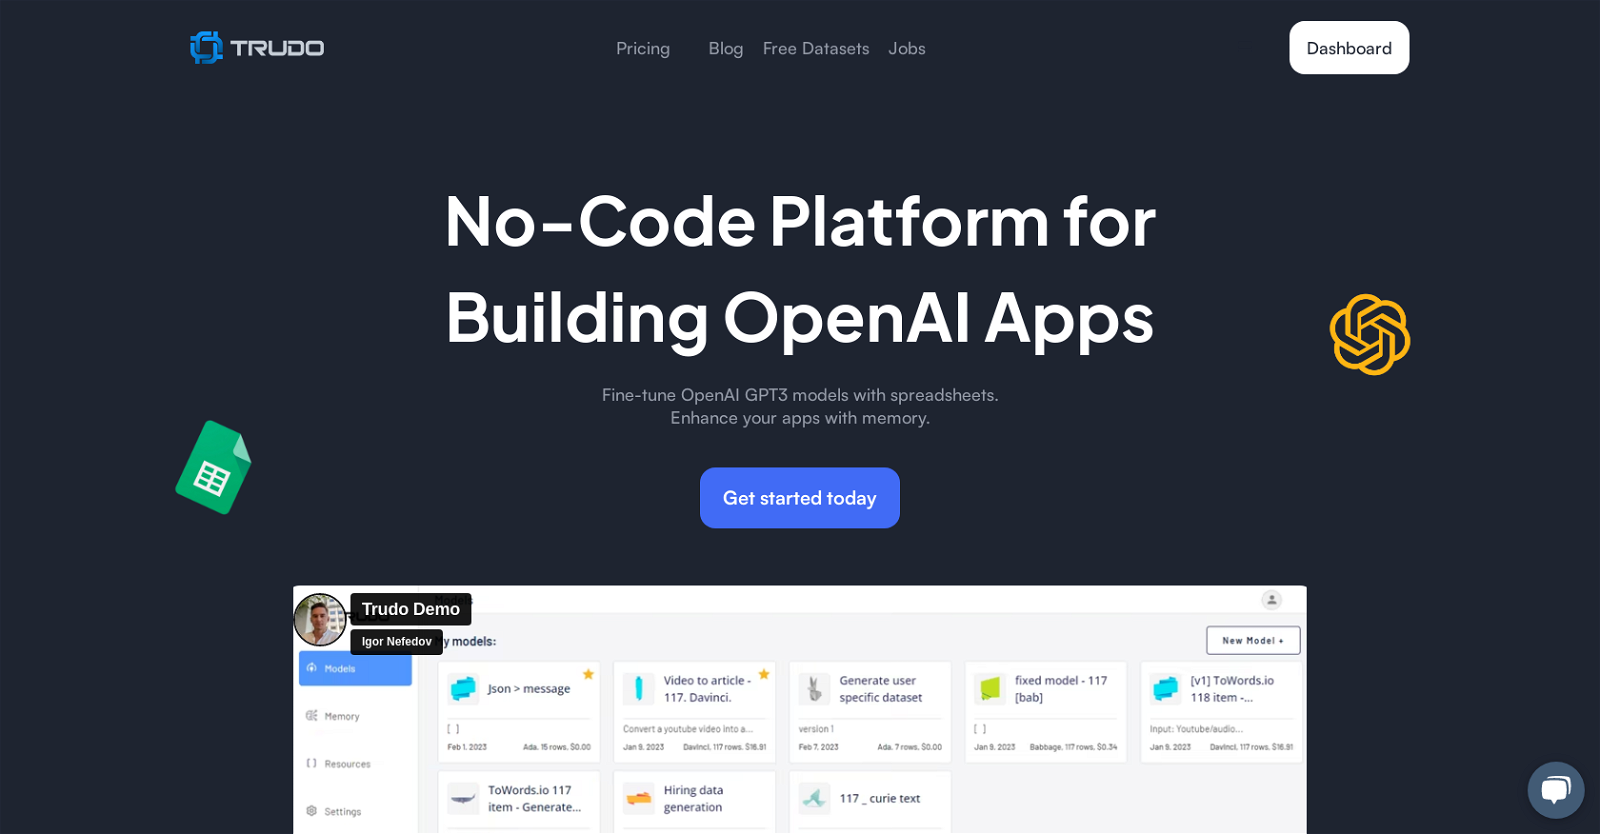 TRUDO
Pricing
Blog
Free Datasets
Jobs
Dashboard
No-Code Platform for
Building OpenAI Apps
Fine-tune OpenAI GPT3 models with spreadsheets.
Enhance your apps with memory.
Get started today
Trudo Demo
Igor Nefedov
My models:
New Model +
Models
Memory
Resources
Settings
Json > message
[ ]
Feb 1, 2023
Ada. 15 rows. $0.00
Video to article -
117. Davinci.
Convert a youtube video into a...
Jan 9, 2023
Davinci. 117 rows. $16.91
Generate user
specific dataset
version 1
Feb 7, 2023
Ada. 7 rows. $0.00
fixed model - 117
[bab]
[ ]
Jan 9, 2023
Babbage. 117 rows. $0.34
[v1] ToWords.io
118 item -...
Input: Youtube/audio...
Jan 9, 2023
Davinci. 117 rows. $16.91
ToWords.io 117
item - Generate...
Hiring data
generation
117 _ curie text